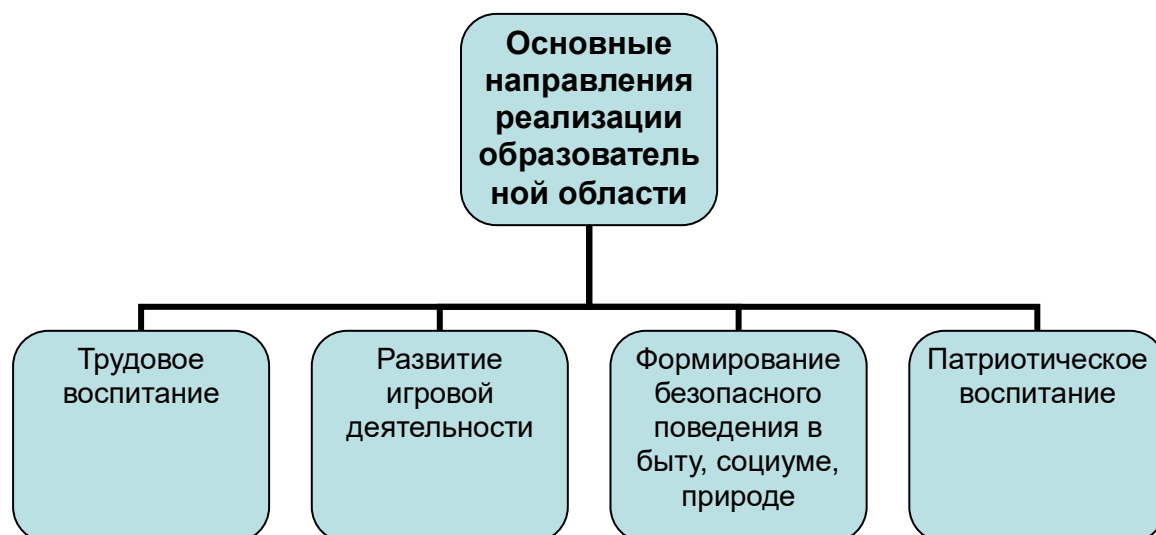 Основные
направления
реализации
образователь
ной области
Трудовое
воспитание
Развитие
игровой
деятельности
Формирование
безопасного
поведения в
быту, социуме,
природе
Патриотическое
воспитание